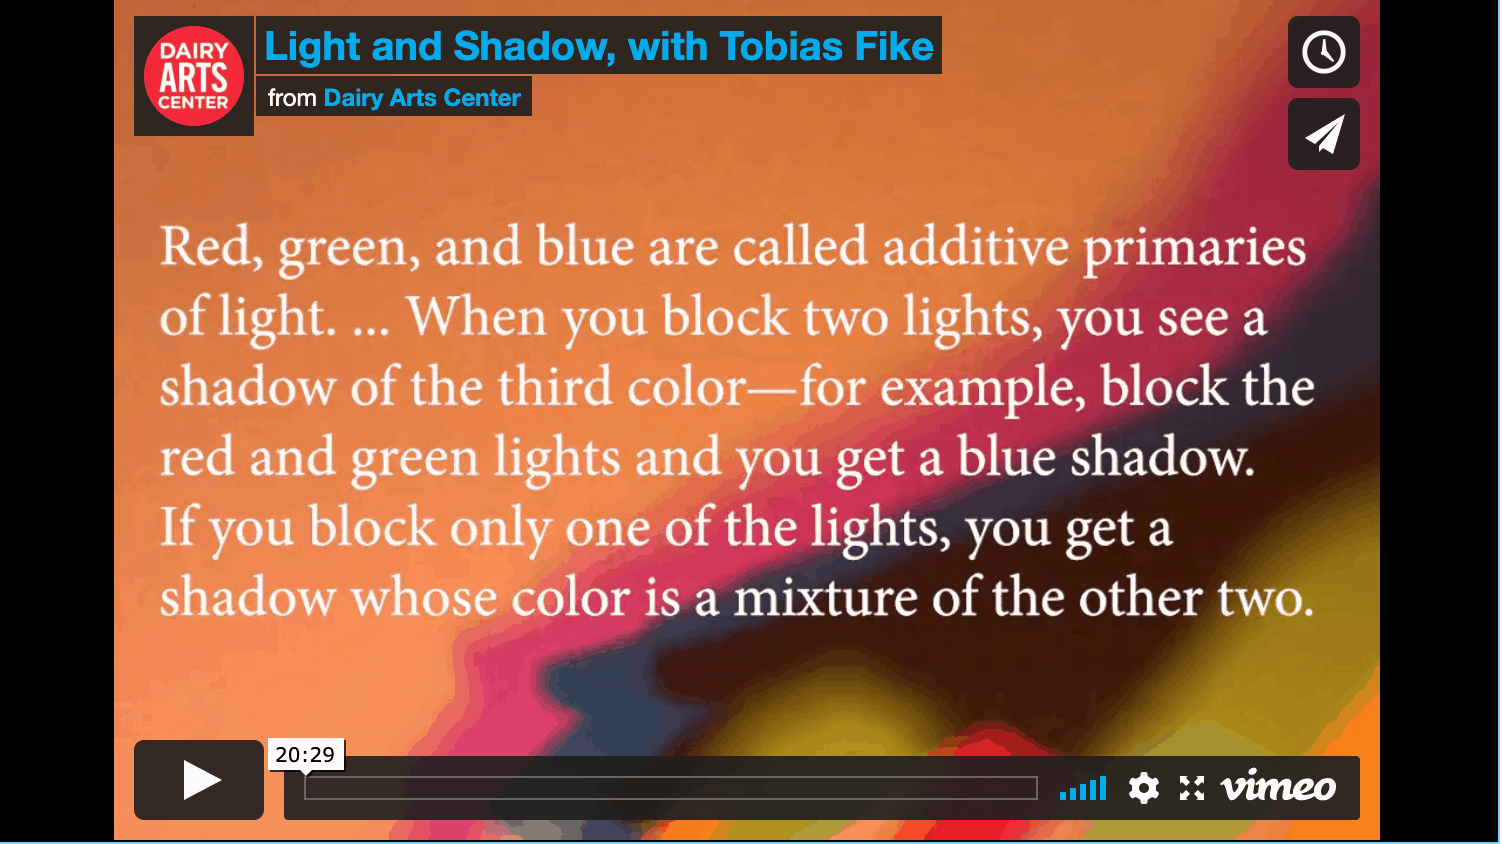 DAIRY
ARTS
CENTER
Light and Shadow, with Tobias Fike
from Dairy Arts Center
Red, green, and blue are called additive primaries
of light. ... When you block two lights, you see a
shadow of the third color—for example, block the
red and green lights and you get a blue shadow.
If you block only one of the lights, you get a
shadow whose color is a mixture of the other two.
20:29
vimeo